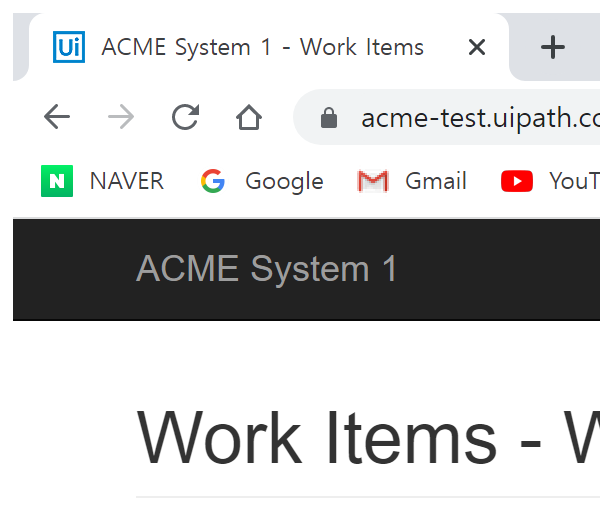 Ui ACME System 1 - Work Items
acme-test.uipath.co
N NAVER Google Gmail YouT
ACME System 1
Work Items -